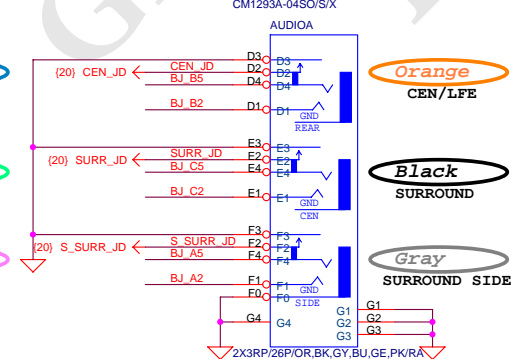 CM1293A-04SO/S/X
AUDIOA
D3 D3
{20} CEN_JD CEN_JD D2 D2
BJ_B5 D4 D4
BJ_B2 D1 D1
GND
REAR
Orange
CEN/LFE
E3 E3
{20} SURR_JD SURR_JD E2 E2
BJ_C5 E4 E4
BJ_C2 E1 E1
GND
CEN
Black
SURROUND
F3 F3
{20} S_SURR_JD S_SURR_JD F2 F2
BJ_A5 F4 F4
BJ_A2 F1 F1
GND
F0 F0
SIDE
Gray
SURROUND SIDE
G4 G4
G1 G1
G2 G2
G3 G3
2X3RP/26P/OR,BK,GY,BU,GE,PK/RA